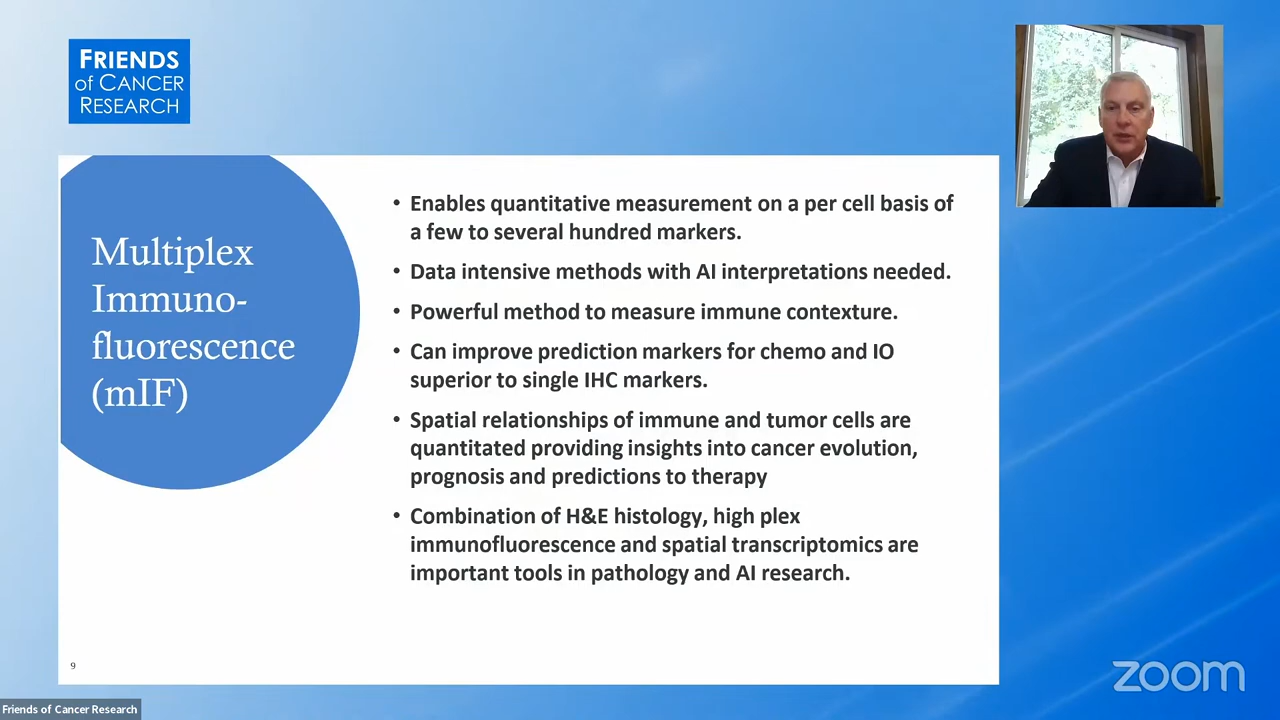 FRIENDS
of CANCER
RESEARCH
Multiplex
Immuno-
fluorescence
(mIF)
• Enables quantitative measurement on a per cell basis of
a few to several hundred markers.
• Data intensive methods with AI interpretations needed.
• Powerful method to measure immune contexture.
• Can improve prediction markers for chemo and IO
superior to single IHC markers.
• Spatial relationships of immune and tumor cells are
quantitated providing insights into cancer evolution,
prognosis and predictions to therapy
• Combination of H&E histology, high plex
immunofluorescence and spatial transcriptomics are
important tools in pathology and AI research.
9
zoom
Friends of Cancer Research